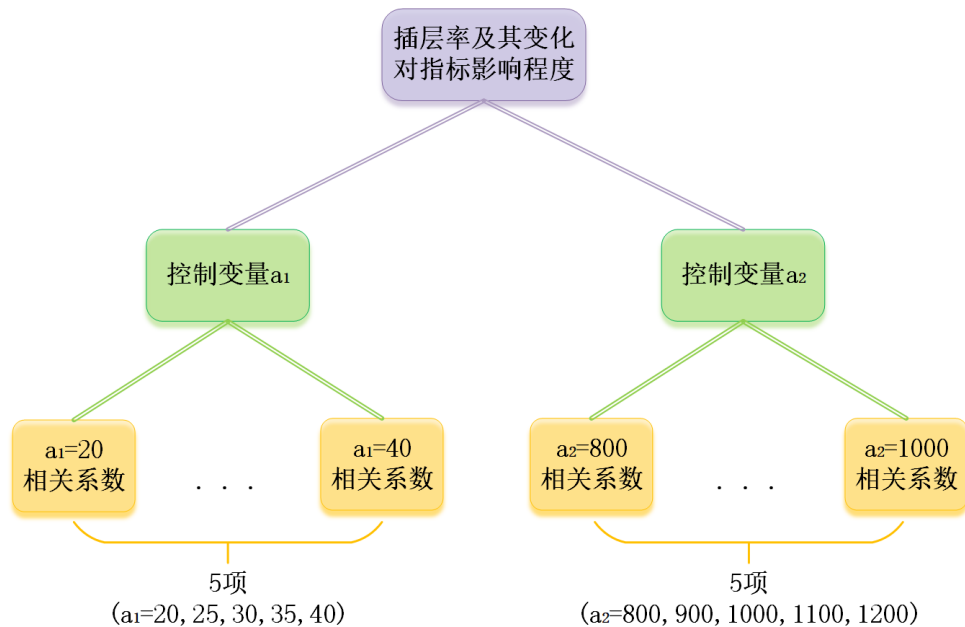 插层率及其变化
对指标影响程度
控制变量a₁
控制变量a₂
a₁=20
相关系数
. . .
a₁=40
相关系数
a₂=800
相关系数
. . .
a₂=1000
相关系数
5项
(a₁=20, 25, 30, 35, 40)
5项
(a₂=800, 900, 1000, 1100, 1200)